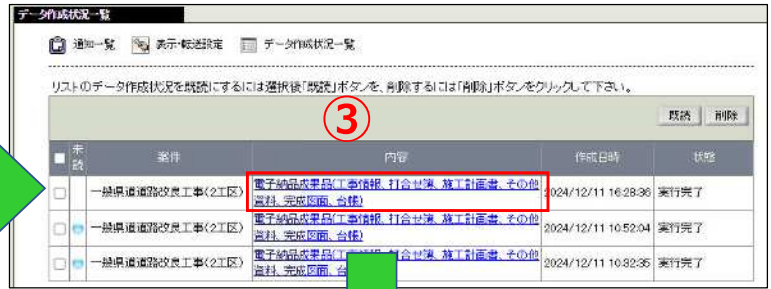 データ作成状況一覧
通知一覧 表示・転送設定 データ作成状況一覧
リストのデータ作成状況を既読にするには選択後「既読」ボタンを、削除するには「削除」ボタンをクリックして下さい。
③
既読 削除
未読 案件 内容 作成日時 状態
一般県道道路改良工事(2工区) 電子納品成果品(工事情報、打合せ簿、施工計画書、その他資料、完成図面、台帳) 2024/12/11 16:28:36 実行完了
一般県道道路改良工事(2工区) 電子納品成果品(工事情報、打合せ簿、施工計画書、その他資料、完成図面、台帳) 2024/12/11 10:52:04 実行完了
一般県道道路改良工事(2工区) 電子納品成果品(工事情報、打合せ簿、施工計画書、その他資料、完成図面、台 2024/12/11 10:32:35 実行完了